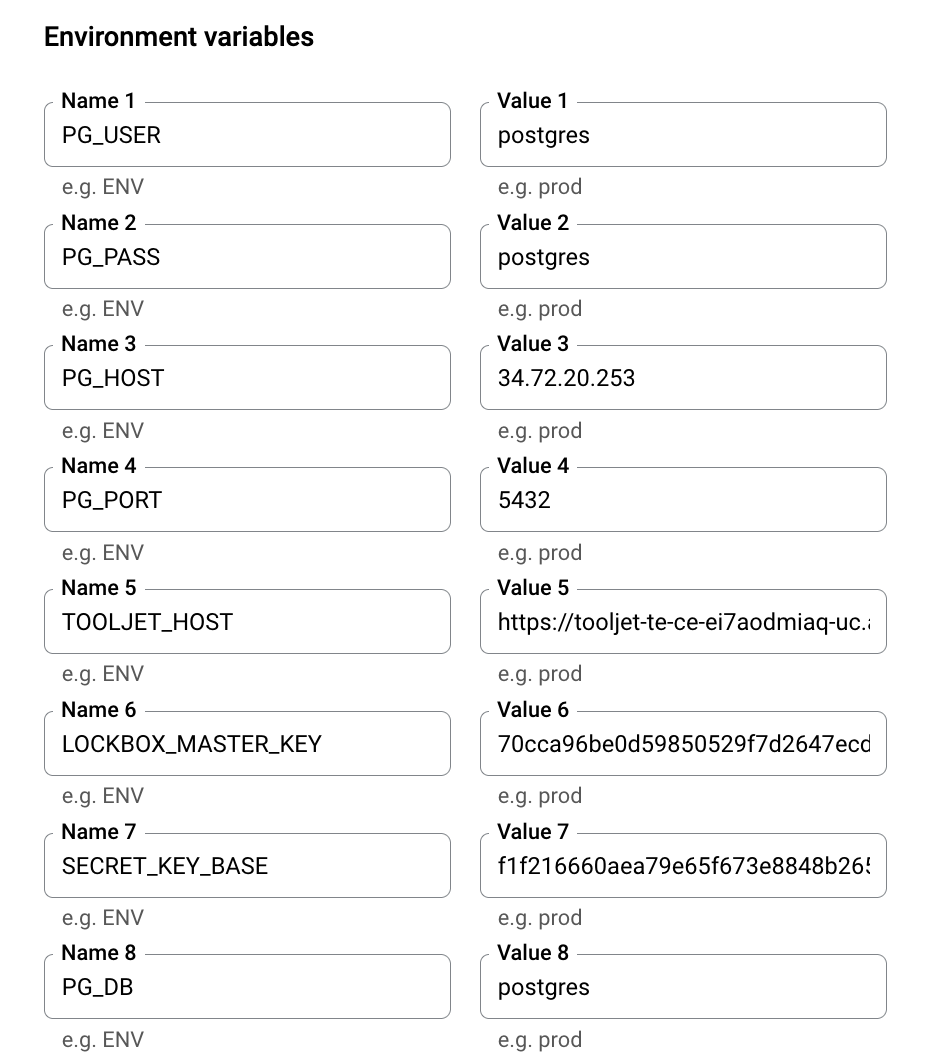 Environment variables
Name 1 Value 1
PG_USER postgres
e.g. ENV e.g. prod
Name 2 Value 2
PG_PASS postgres
e.g. ENV e.g. prod
Name 3 Value 3
PG_HOST 34.72.20.253
e.g. ENV e.g. prod
Name 4 Value 4
PG_PORT 5432
e.g. ENV e.g. prod
Name 5 Value 5
TOOLJET_HOST https://tooljet-te-ce-ei7aodmiaq-uc.
e.g. ENV e.g. prod
Name 6 Value 6
LOCKBOX_MASTER_KEY 70cca96be0d59850529f7d2647ecd
e.g. ENV e.g. prod
Name 7 Value 7
SECRET_KEY_BASE f1f216660aea79e65f673e8848b26
e.g. ENV e.g. prod
Name 8 Value 8
PG_DB postgres
e.g. ENV e.g. prod